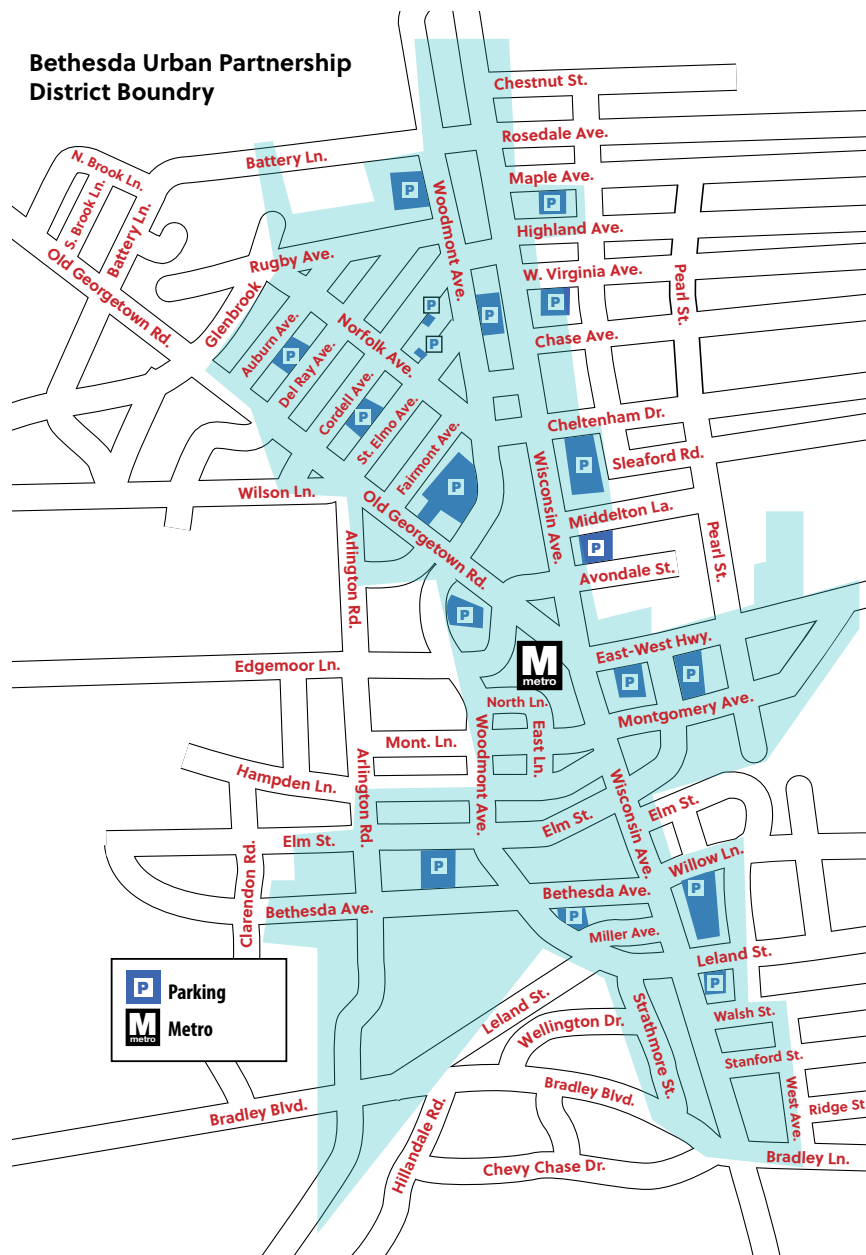 Bethesda Urban Partnership
District Boundry
Chestnut St.
Rosedale Ave.
Battery Ln.
N. Brook Ln.
Maple Ave.
S. Brook Ln.
Battery Ln.
P
Woodmont Ave.
P
Highland Ave.
Old Georgetown Rd.
Rugby Ave.
W. Virginia Ave.
Pearl St.
Glenbrook
P
P
P
Auburn Ave.
Norfolk Ave.
P
Chase Ave.
P
Del Ray Ave.
Cordell Ave.
P
St. Elmo Ave.
Cheltenham Dr.
Fairmont Ave.
Sleaford Rd.
P
P
Wilson Ln.
Old Georgetown Rd.
Wisconsin Ave.
Middelton La.
Arlington Rd.
P
Pearl St.
Avondale St.
P
East-West Hwy.
Edgemoor Ln.
M
metro
P
P
North Ln.
Montgomery Ave.
Mont. Ln.
Woodmont Ave.
East Ln.
Hampden Ln.
Arlington Rd.
Wisconsin Ave.
Elm St.
Elm St.
Elm St.
Clarendon Rd.
P
Willow Ln.
P
Bethesda Ave.
Bethesda Ave.
P
Miller Ave.
Leland St.
P
P
Parking
M
metro
Metro
Leland St.
Wellington Dr.
Strathmore St.
Walsh St.
Stanford St.
West Ave.
Bradley Blvd.
Bradley Blvd.
Ridge St
Hillandale Rd.
Chevy Chase Dr.
Bradley Ln.